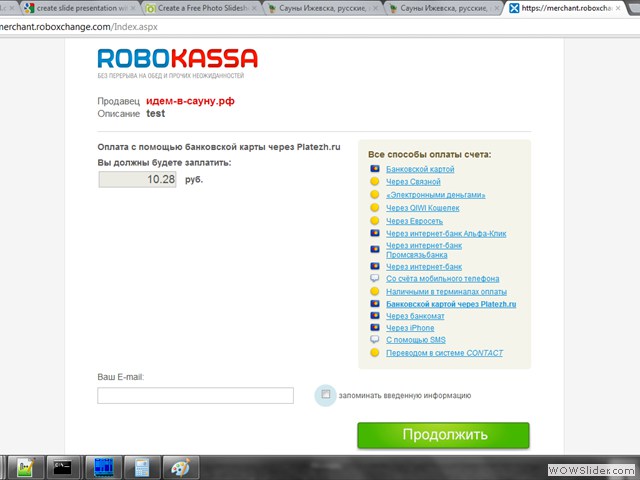 create slide presentation wit
Create a Free Photo Slidesh
Сауны Ижевска, русские,
Сауны Ижевска, русские,
https://merchant.roboxchan
merchant.roboxchange.com/Index.aspx
ROBOKASSA
БЕЗ ПЕРЕРЫВА НА ОБЕД И ПРОЧИХ НЕОЖИДАННОСТЕЙ
Продавец идем-в-сауну.рф
Описание test
Оплата с помощью банковской карты через Platezh.ru
Вы должны будете заплатить:
10.28 руб.
Все способы оплаты счета:
Банковской картой
Через Связной
«Электронными деньгами»
Через QIWI Кошелек
Через Евросеть
Через интернет-банк Альфа-Клик
Через интернет-банк
Промсвязьбанка
Через интернет-банк
Со счёта мобильного телефона
Наличными в терминалах оплаты
Банковской картой через Platezh.ru
Через банкомат
Через iPhone
С помощью SMS
Переводом в системе CONTACT
Ваш E-mail:
запоминать введенную информацию
Продолжить
WOWSlider.com